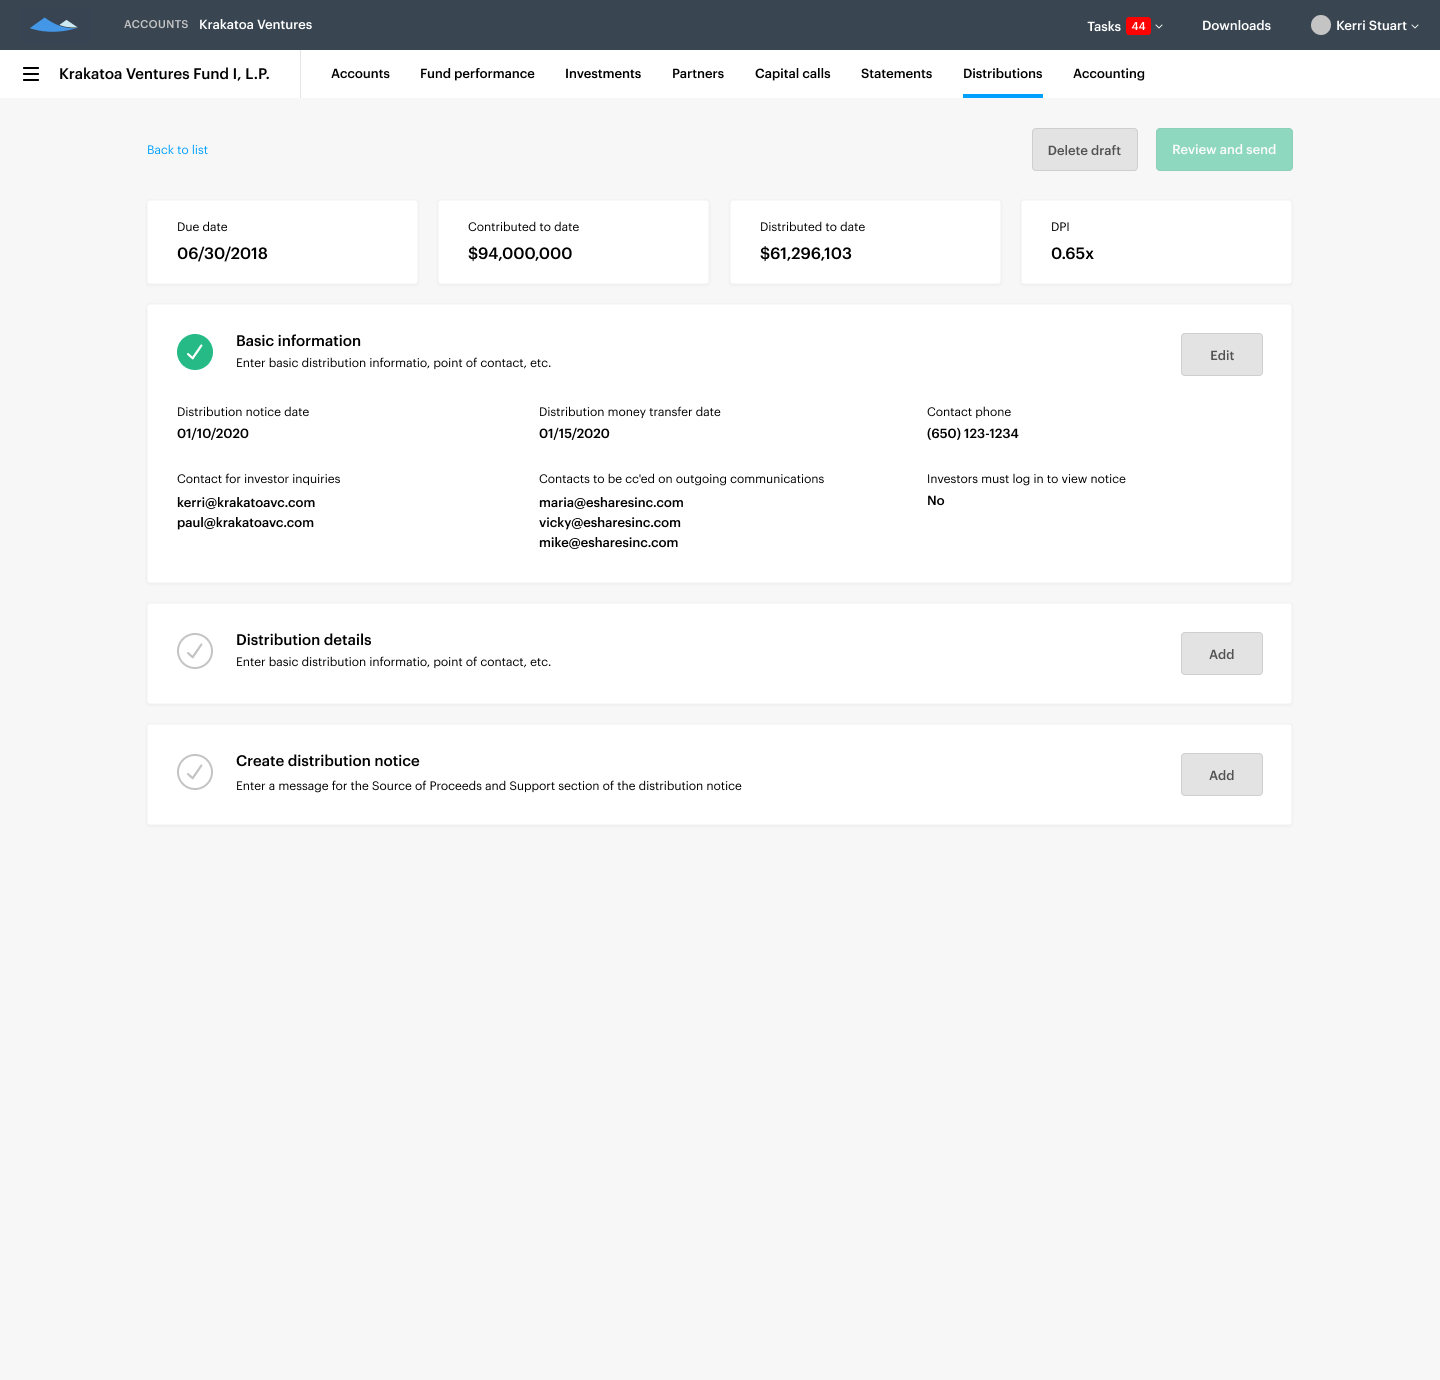 ACCOUNTS Krakatoa Ventures Tasks 44 Downloads Kerri Stuart
Krakatoa Ventures Fund I, L.P. Accounts Fund performance Investments Partners Capital calls Statements Distributions Accounting
Back to list Delete draft Review and send
Due date Contributed to date Distributed to date DPI
06/30/2018 $94,000,000 $61,296,103 0.65x
Basic information
Enter basic distribution informatio, point of contact, etc.
Edit
Distribution notice date Distribution money transfer date Contact phone
01/10/2020 01/15/2020 (650) 123-1234
Contact for investor inquiries Contacts to be cc'ed on outgoing communications Investors must log in to view notice
kerri@krakatoavc.com maria@esharesinc.com No
paul@krakatoavc.com vicky@esharesinc.com
mike@esharesinc.com
Distribution details
Enter basic distribution informatio, point of contact, etc.
Add
Create distribution notice
Enter a message for the Source of Proceeds and Support section of the distribution notice
Add